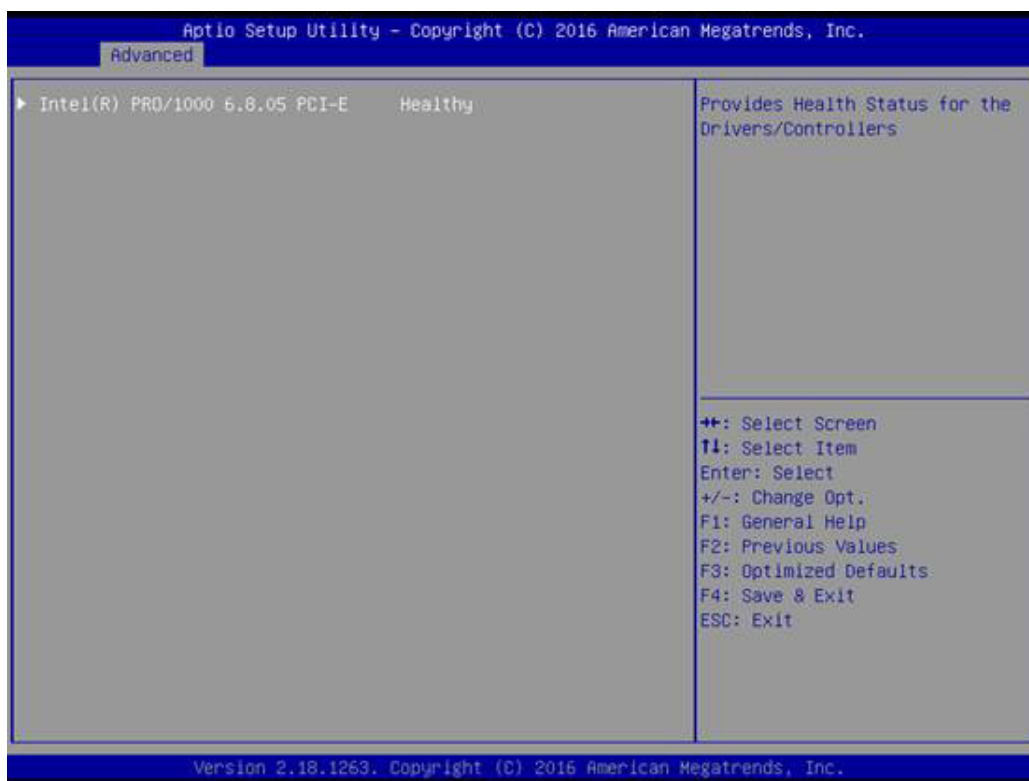 Aptio Setup Utility – Copyright (C) 2016 American Megatrends, Inc.
Advanced
▶ Intel(R) PRO/1000 6.8.05 PCI-E Healthy
Provides Health Status for the
Drivers/Controllers
→←: Select Screen
↑↓: Select Item
Enter: Select
+/-: Change Opt.
F1: General Help
F2: Previous Values
F3: Optimized Defaults
F4: Save & Exit
ESC: Exit
Version 2.18.1263. Copyright (C) 2016 American Megatrends, Inc.